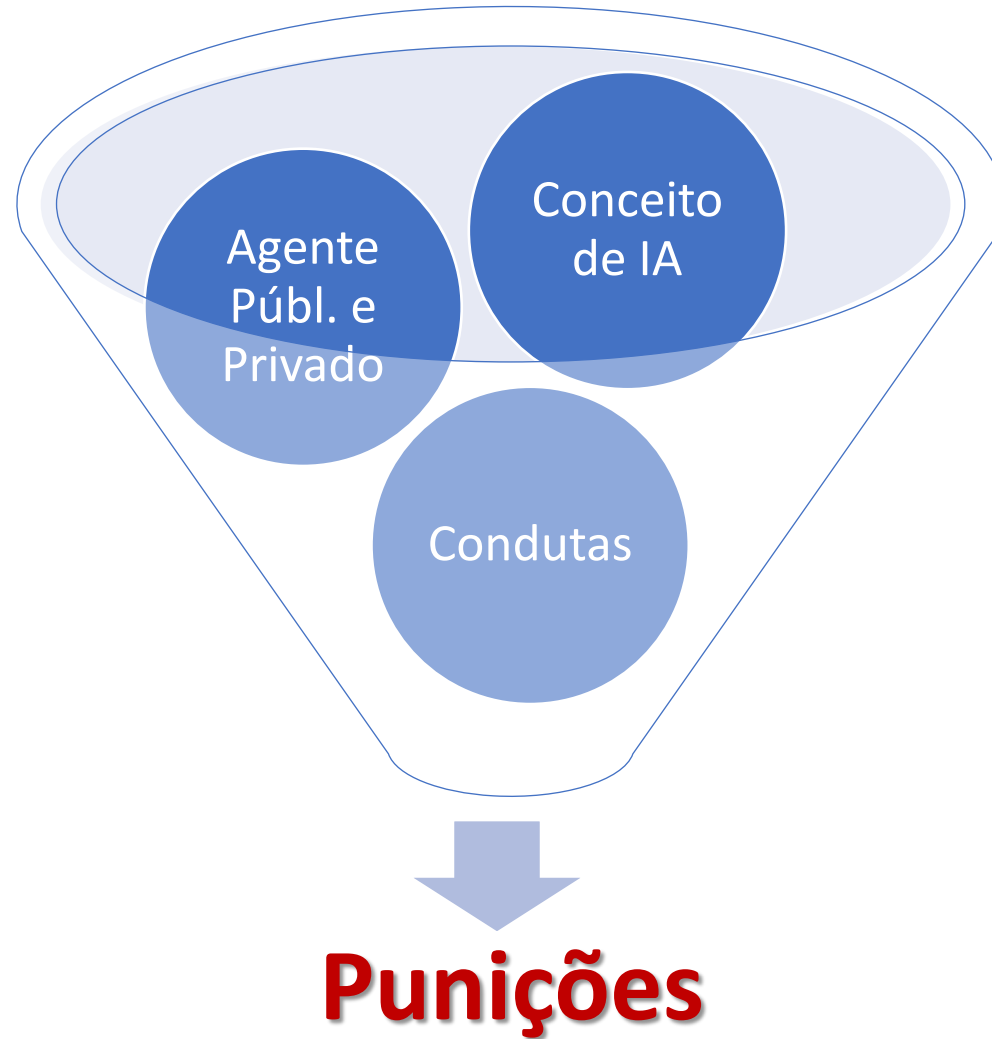 Conceito
de IA
Agente
Públ. e
Privado
Condutas
Punições